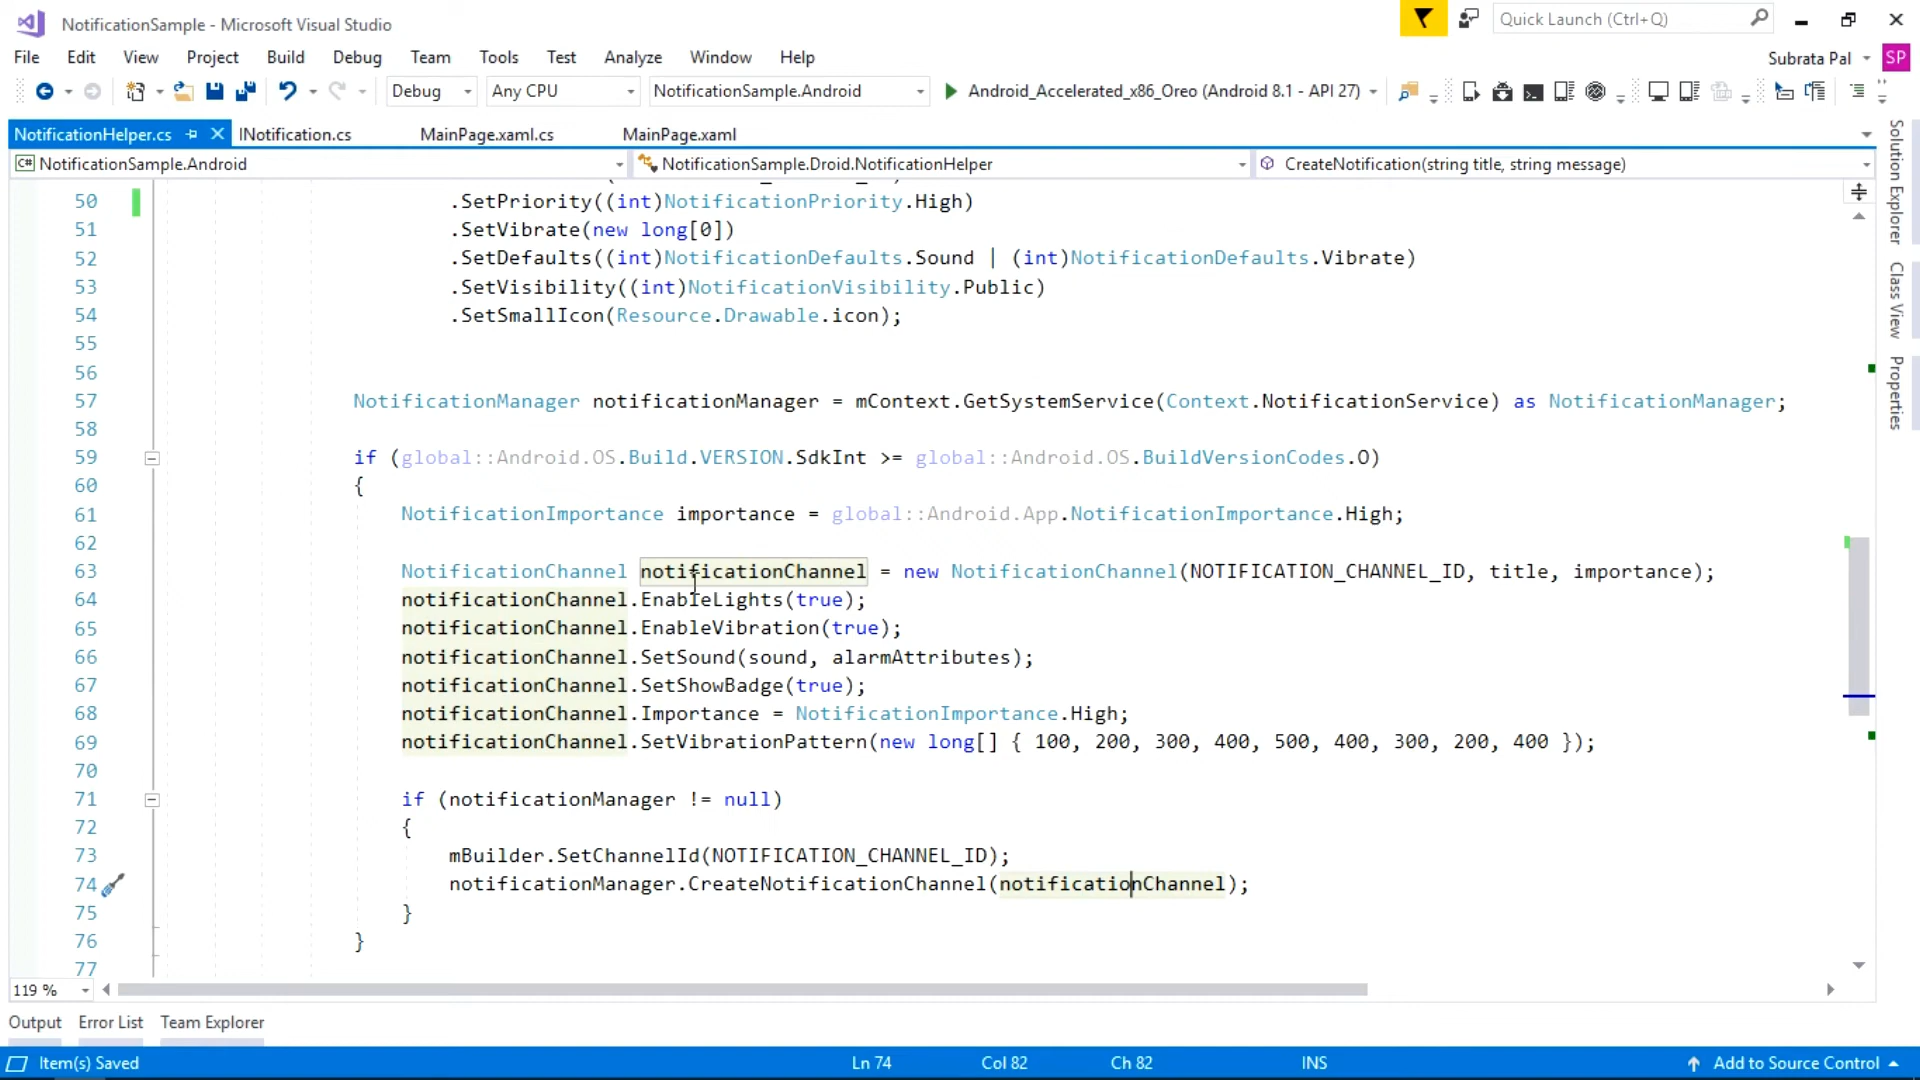 NotificationSample - Microsoft Visual Studio
Quick Launch (Ctrl+Q)
File Edit View Project Build Debug Team Tools Test Analyze Window Help
Subrata Pal SP
Debug Any CPU NotificationSample.Android Android_Accelerated_x86_Oreo (Android 8.1 - API 27)
NotificationHelper.cs INotification.cs MainPage.xaml.cs MainPage.xaml
C# NotificationSample.Android NotificationSample.Droid.NotificationHelper CreateNotification(string title, string message)
50 .SetPriority((int)NotificationPriority.High)
51 .SetVibrate(new long[0])
52 .SetDefaults((int)NotificationDefaults.Sound | (int)NotificationDefaults.Vibrate)
53 .SetVisibility((int)NotificationVisibility.Public)
54 .SetSmallIcon(Resource.Drawable.icon);
55
56
57 NotificationManager notificationManager = mContext.GetSystemService(Context.NotificationService) as NotificationManager;
58
59 if (global::Android.OS.Build.VERSION.SdkInt >= global::Android.OS.BuildVersionCodes.O)
60 {
61 NotificationImportance importance = global::Android.App.NotificationImportance.High;
62
63 NotificationChannel notificationChannel = new NotificationChannel(NOTIFICATION_CHANNEL_ID, title, importance);
64 notificationChannel.EnableLights(true);
65 notificationChannel.EnableVibration(true);
66 notificationChannel.SetSound(sound, alarmAttributes);
67 notificationChannel.SetShowBadge(true);
68 notificationChannel.Importance = NotificationImportance.High;
69 notificationChannel.SetVibrationPattern(new long[] { 100, 200, 300, 400, 500, 400, 300, 200, 400 });
70
71 if (notificationManager != null)
72 {
73 mBuilder.SetChannelId(NOTIFICATION_CHANNEL_ID);
74 notificationManager.CreateNotificationChannel(notificationChannel);
75 }
76 }
77
119 %
Solution Explorer
Class View
Properties
Output Error List Team Explorer
Item(s) Saved Ln 74 Col 82 Ch 82 INS Add to Source Control